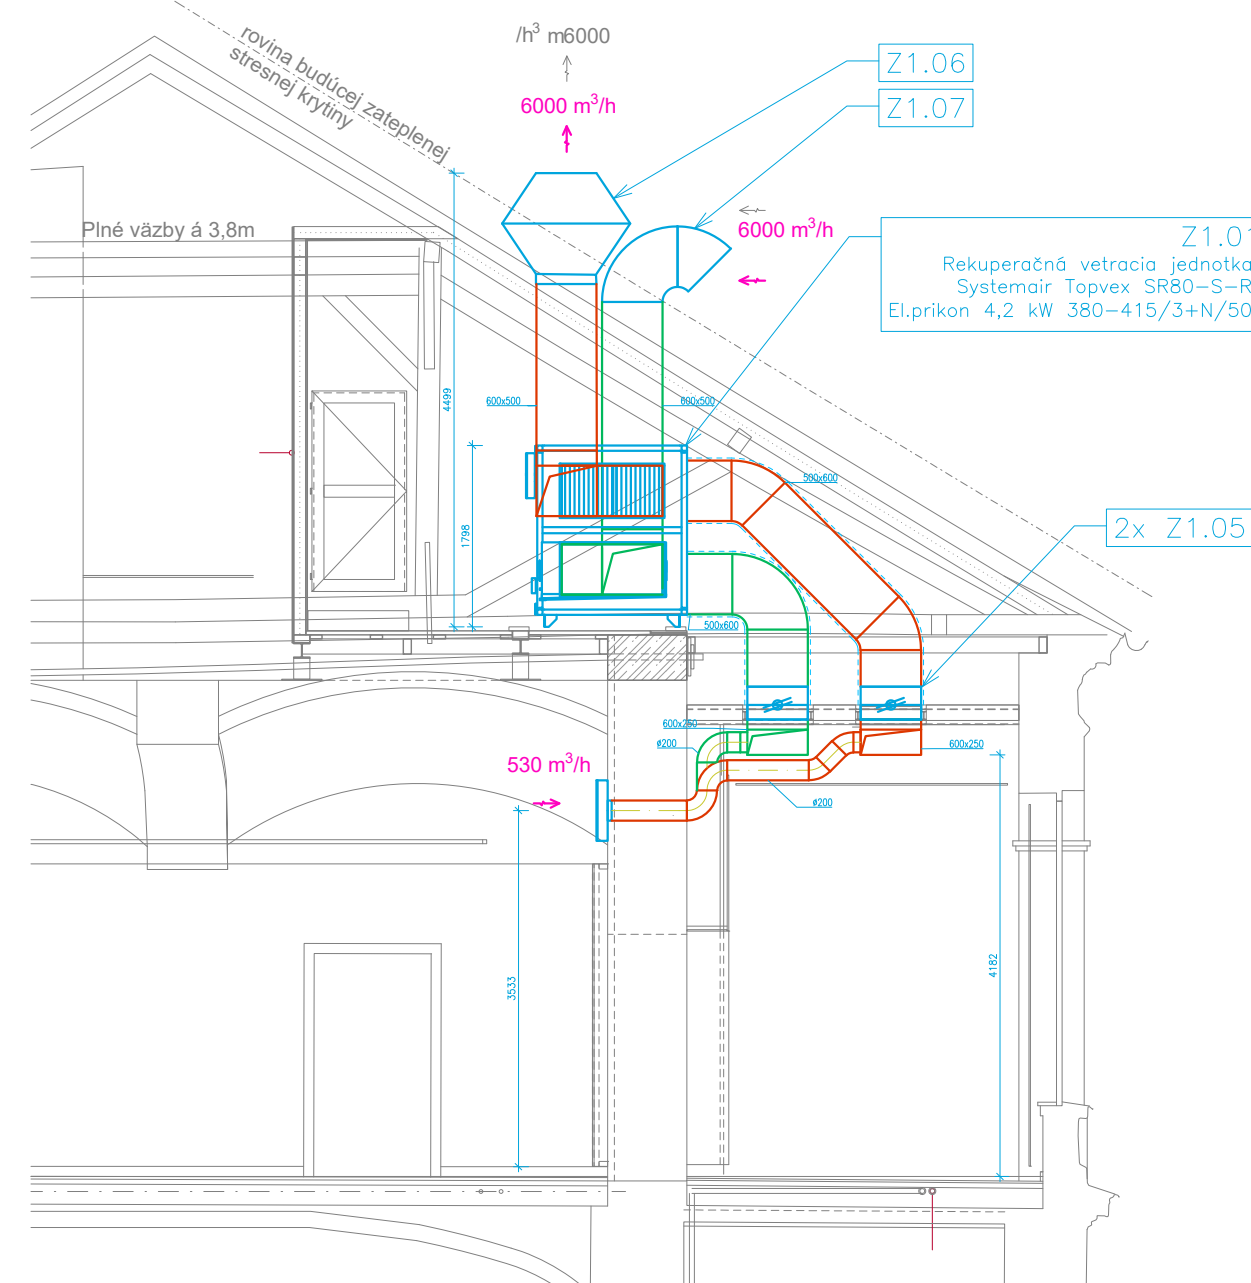 /h³ m6000
rovina budúcej zateplenej
stresnej krytiny
6000 m³/h
Z1.06
Z1.07
Plné väzby á 3,8m
6000 m³/h
Z1.01
Rekuperačná vetracia jednotka
Systemair Topvex SR80-S-R
El.prikon 4,2 kW 380-415/3+N/50
4499
600x500
600x500
500x600
1798
2x Z1.05
500x600
600x250
ø200
600x250
530 m³/h
ø200
3533
4182